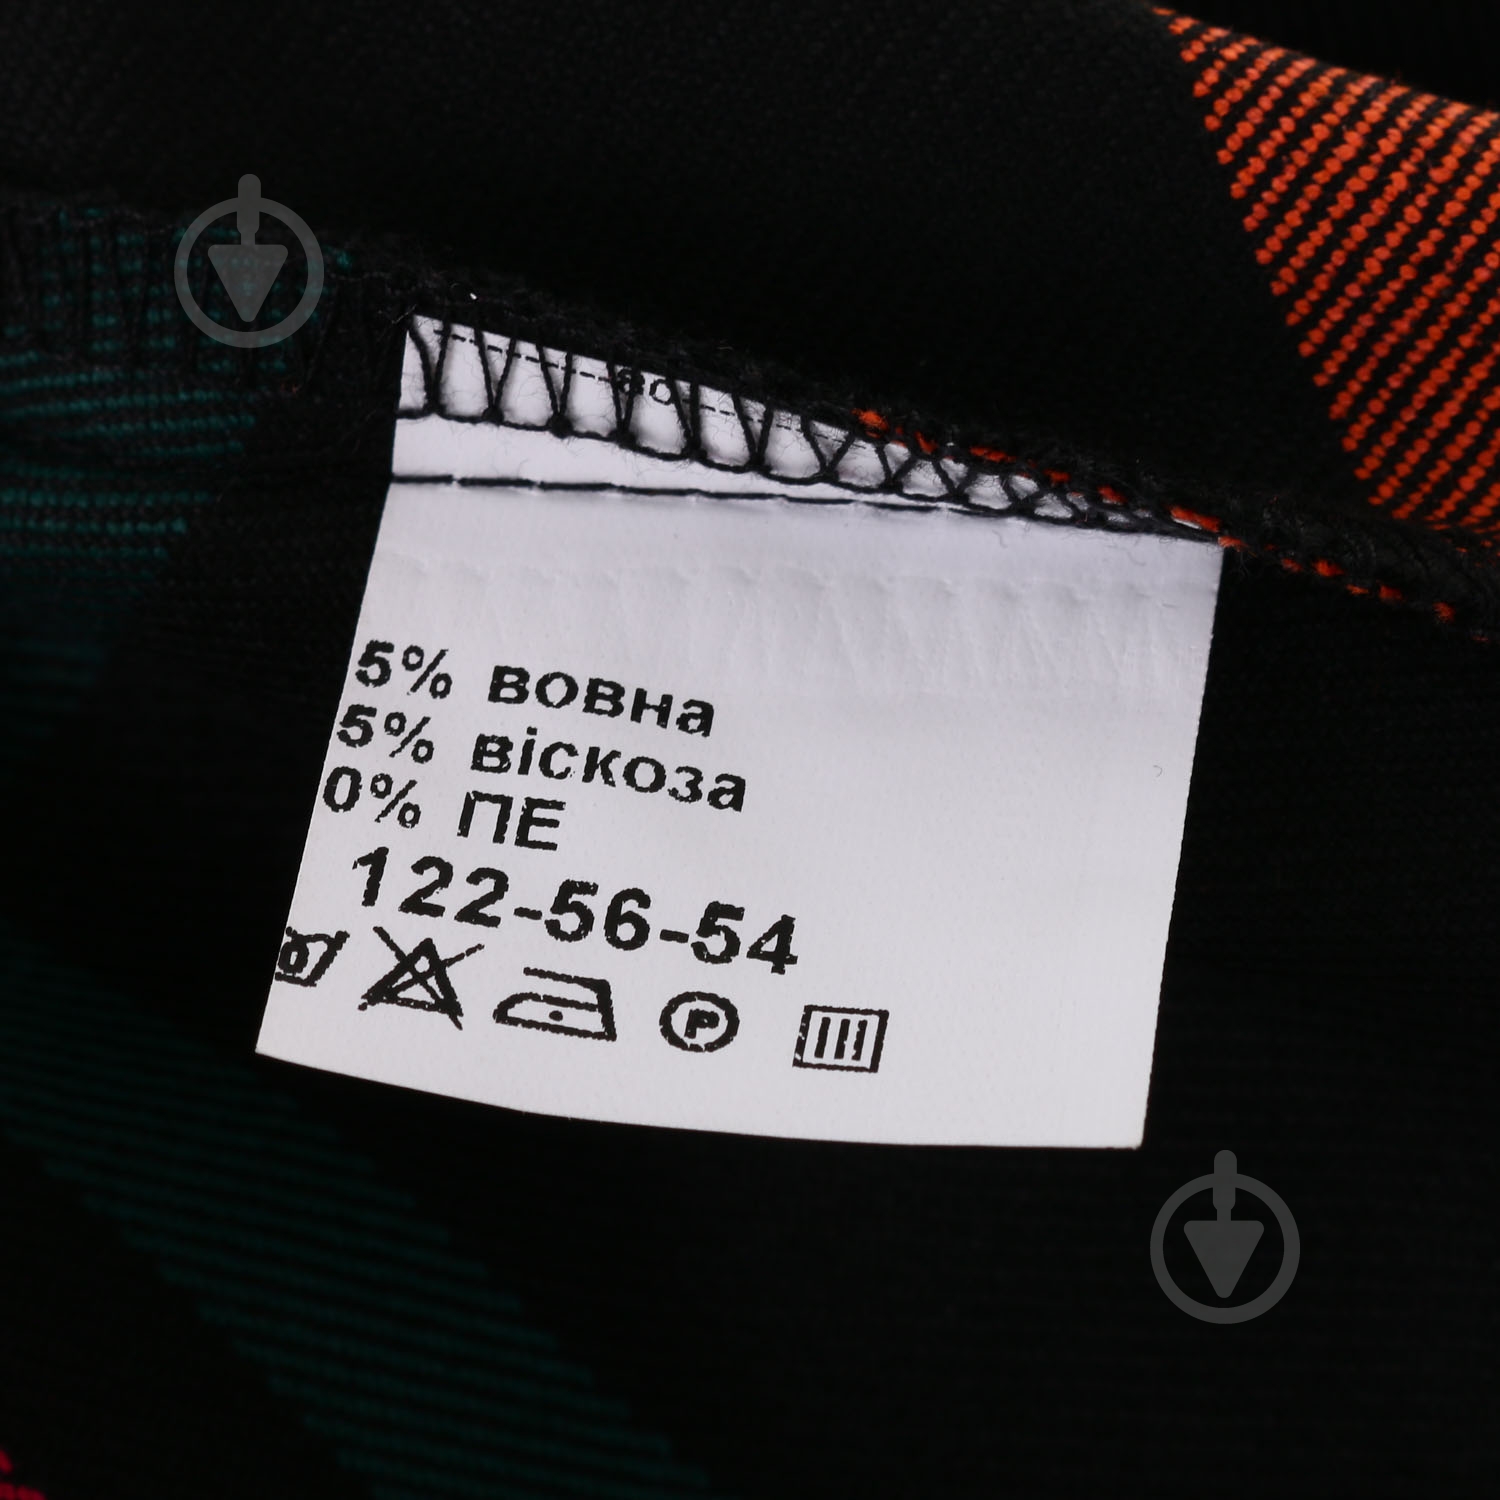 5% вовна
5% віскоза
0% ПЕ
122-56-54
P